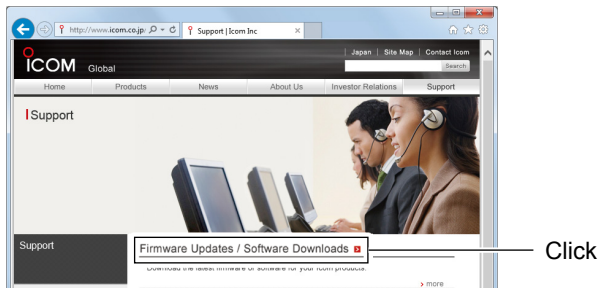 http://www.icom.co.jp/
Support | Icom Inc
Japan | Site Map | Contact Icom
ICOM Global
Search
Home Products News About Us Investor Relations Support
Support
Support
Firmware Updates / Software Downloads
Click
Download the latest firmware or software for your Icom products.
> more